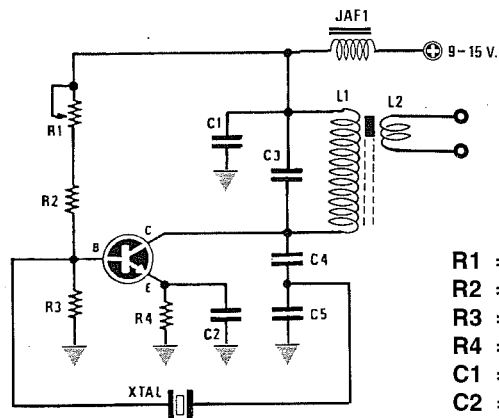 JAF1
9-15 V.
L1
L2
C1
R1
C3
R2
C
B
C4
E
R3
R4
C2
C5
XTAL
R1 =
R2 =
R3 =
R4 =
C1 =
C2 =